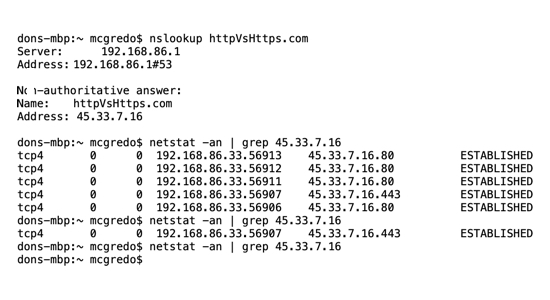 dons-mbp:~ mcgredo$ nslookup httpVsHttps.com
Server: 192.168.86.1
Address: 192.168.86.1#53
Non-authoritative answer:
Name: httpVsHttps.com
Address: 45.33.7.16
dons-mbp:~ mcgredo$ netstat -an | grep 45.33.7.16
tcp4 0 0 192.168.86.33.56913 45.33.7.16.80 ESTABLISHED
tcp4 0 0 192.168.86.33.56912 45.33.7.16.80 ESTABLISHED
tcp4 0 0 192.168.86.33.56911 45.33.7.16.80 ESTABLISHED
tcp4 0 0 192.168.86.33.56907 45.33.7.16.443 ESTABLISHED
tcp4 0 0 192.168.86.33.56906 45.33.7.16.80 ESTABLISHED
dons-mbp:~ mcgredo$ netstat -an | grep 45.33.7.16
tcp4 0 0 192.168.86.33.56907 45.33.7.16.443 ESTABLISHED
dons-mbp:~ mcgredo$ netstat -an | grep 45.33.7.16
dons-mbp:~ mcgredo$